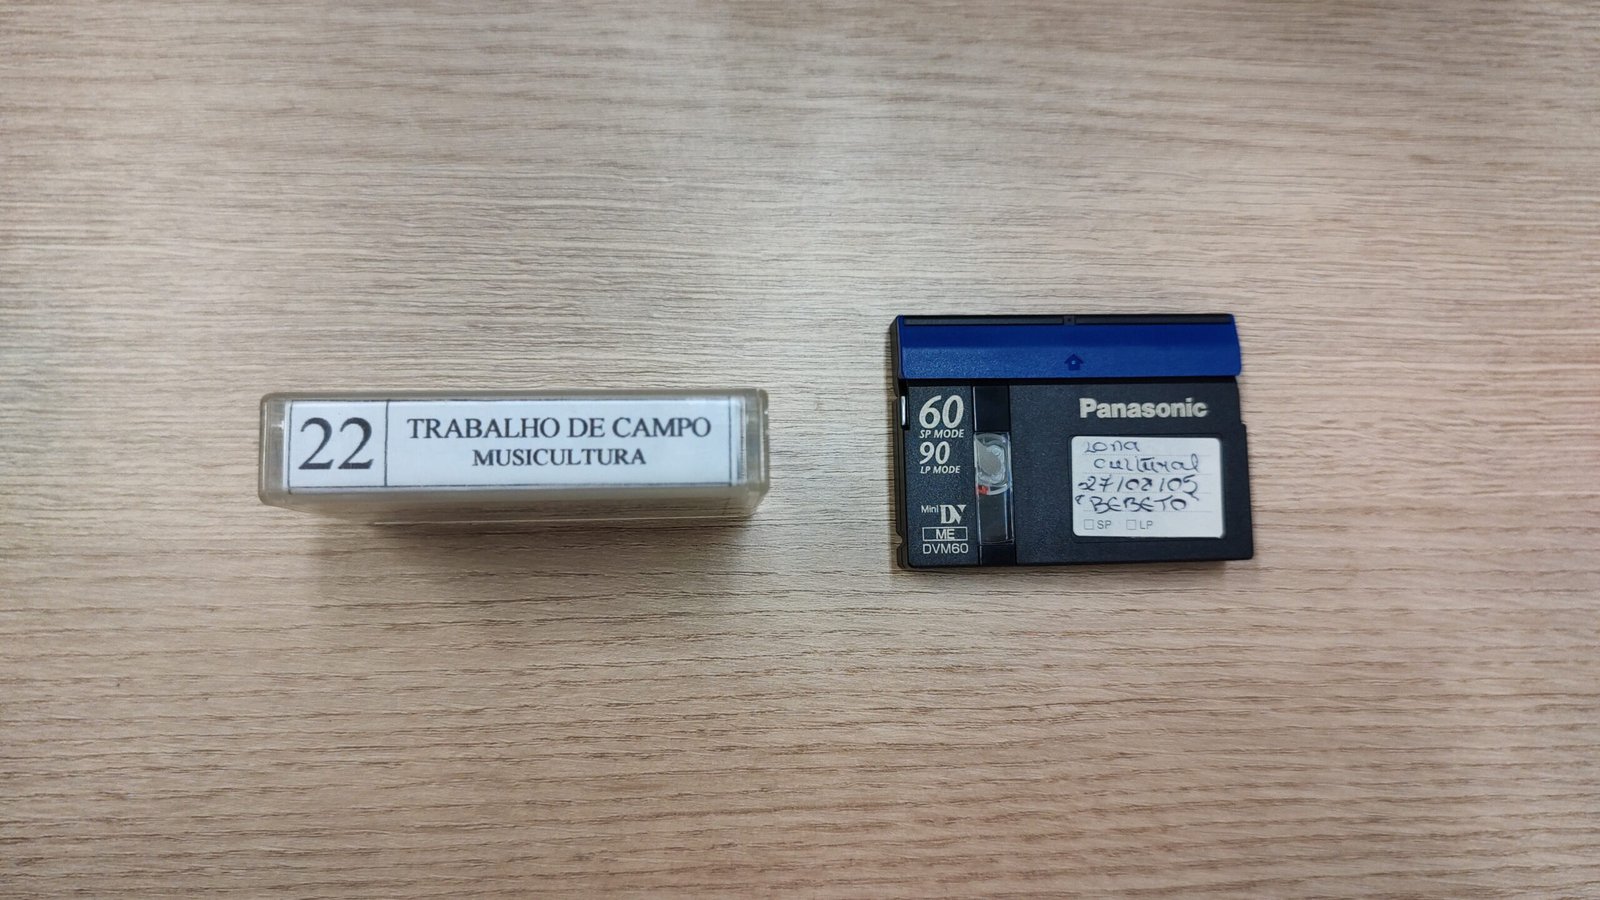 22
TRABALHO DE CAMPO
MUSICULTURA
60
SP MODE
90
LP MODE
Mini DV
ME
DVM60
Panasonic
Lona
cultural
27/08/05
"BEBETO"
SP LP